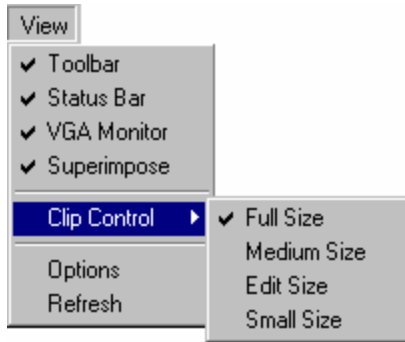 View
Toolbar
Status Bar
VGA Monitor
Superimpose
Clip Control
Options
Refresh
Full Size
Medium Size
Edit Size
Small Size